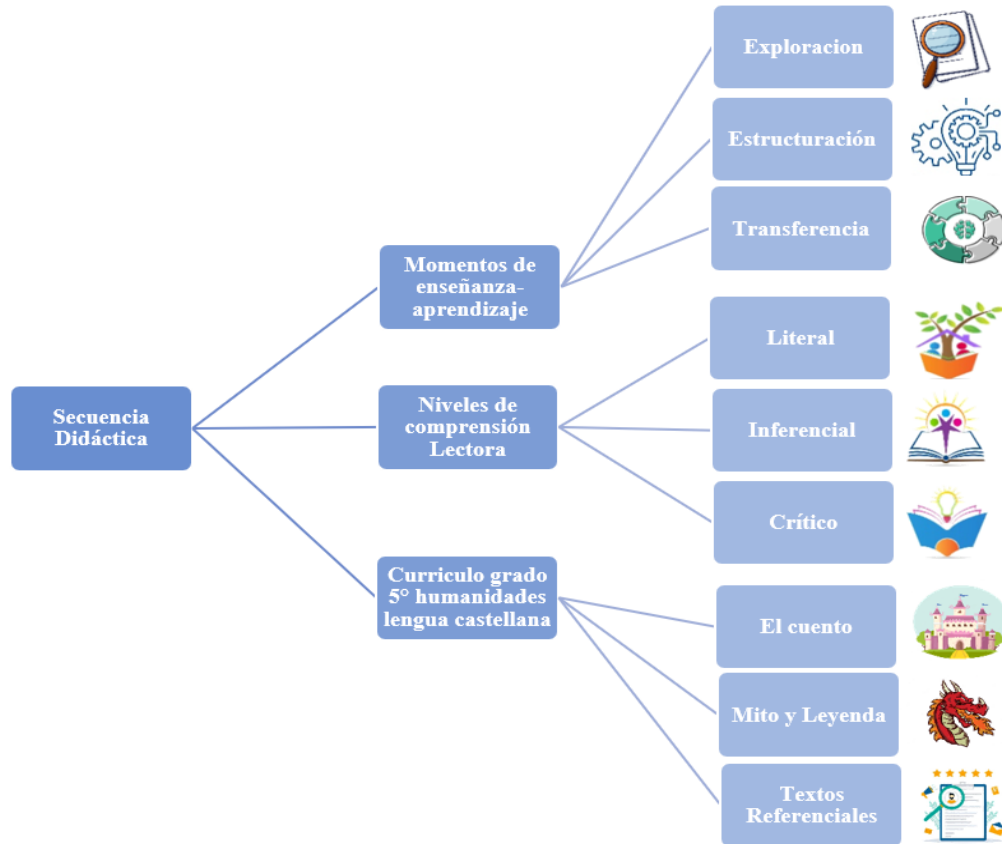 Secuencia
Didáctica
Momentos de
enseñanza-
aprendizaje
Exploracion
Estructuración
Transferencia
Niveles de
comprensión
Lectora
Literal
Inferencial
Crítico
Curriculo grado
5° humanidades
lengua castellana
El cuento
Mito y Leyenda
Textos
Referenciales